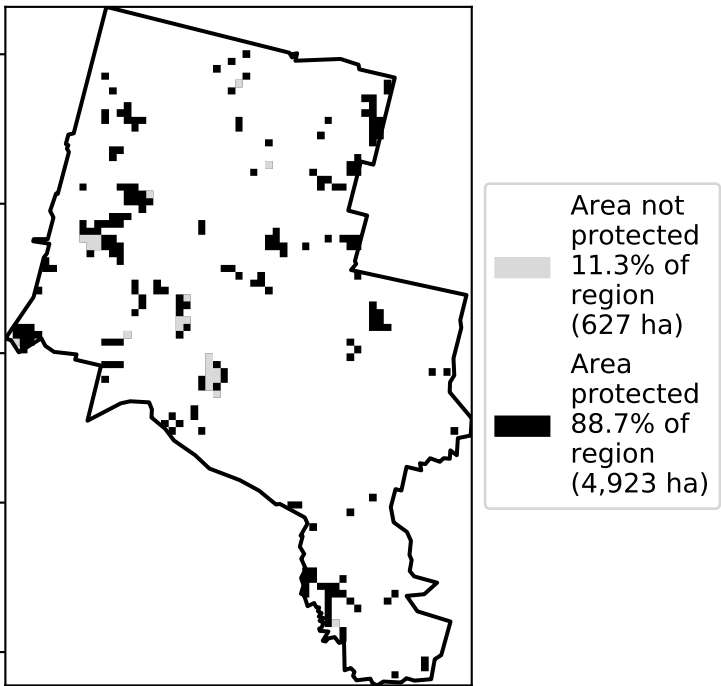 Area not
protected
11.3% of
region
(627 ha)
Area
protected
88.7% of
region
(4,923 ha)